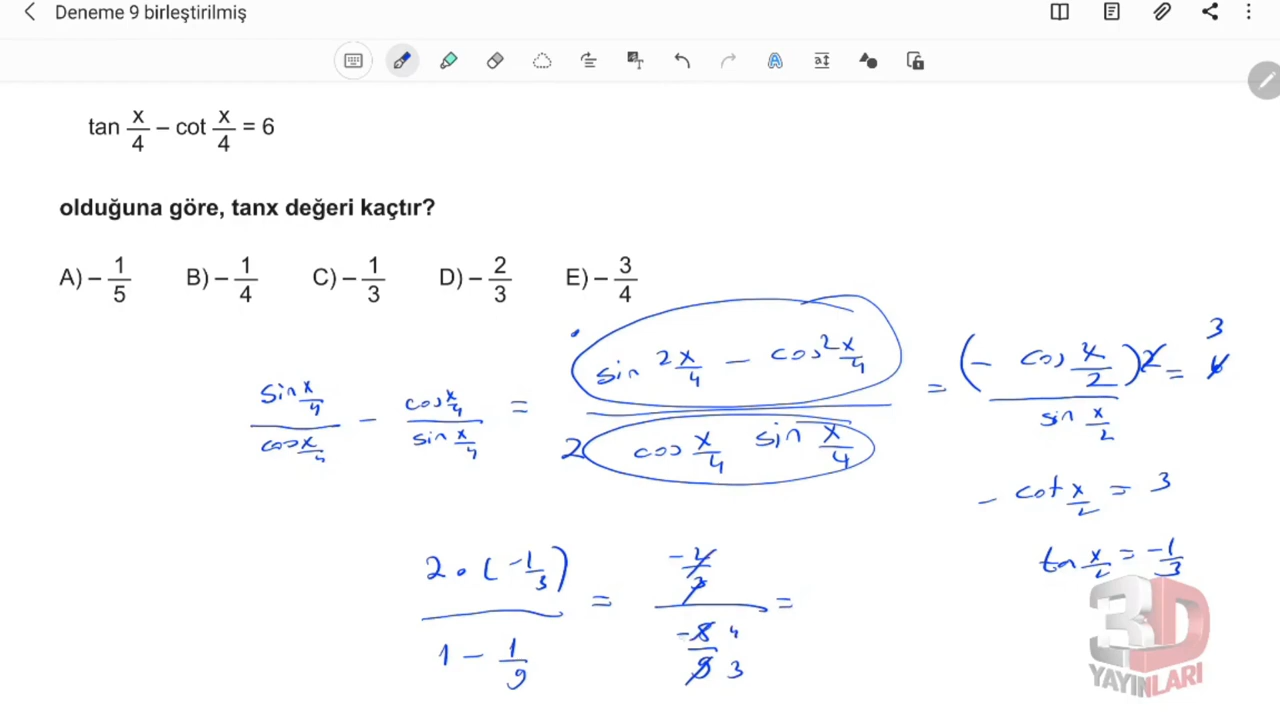 Deneme 9 birleştirilmiş
tan x/4 – cot x/4 = 6
olduğuna göre, tanx değeri kaçtır?
A) – 1/5 B) – 1/4 C) – 1/3 D) – 2/3 E) – 3/4
sin x/4 / cos x/4 – cos x/4 / sin x/4 = sin² x/4 – cos² x/4 / 2 cos x/4 sin x/4 = (– cos x/2) 2 / sin x/2 = 6 3
– cot x/2 = 3
tan x/2 = –1/3
2 · (–1/3) / 1 – 1/9 = –2/3 / –8/9 4 3 =
3D
YAYINLARI